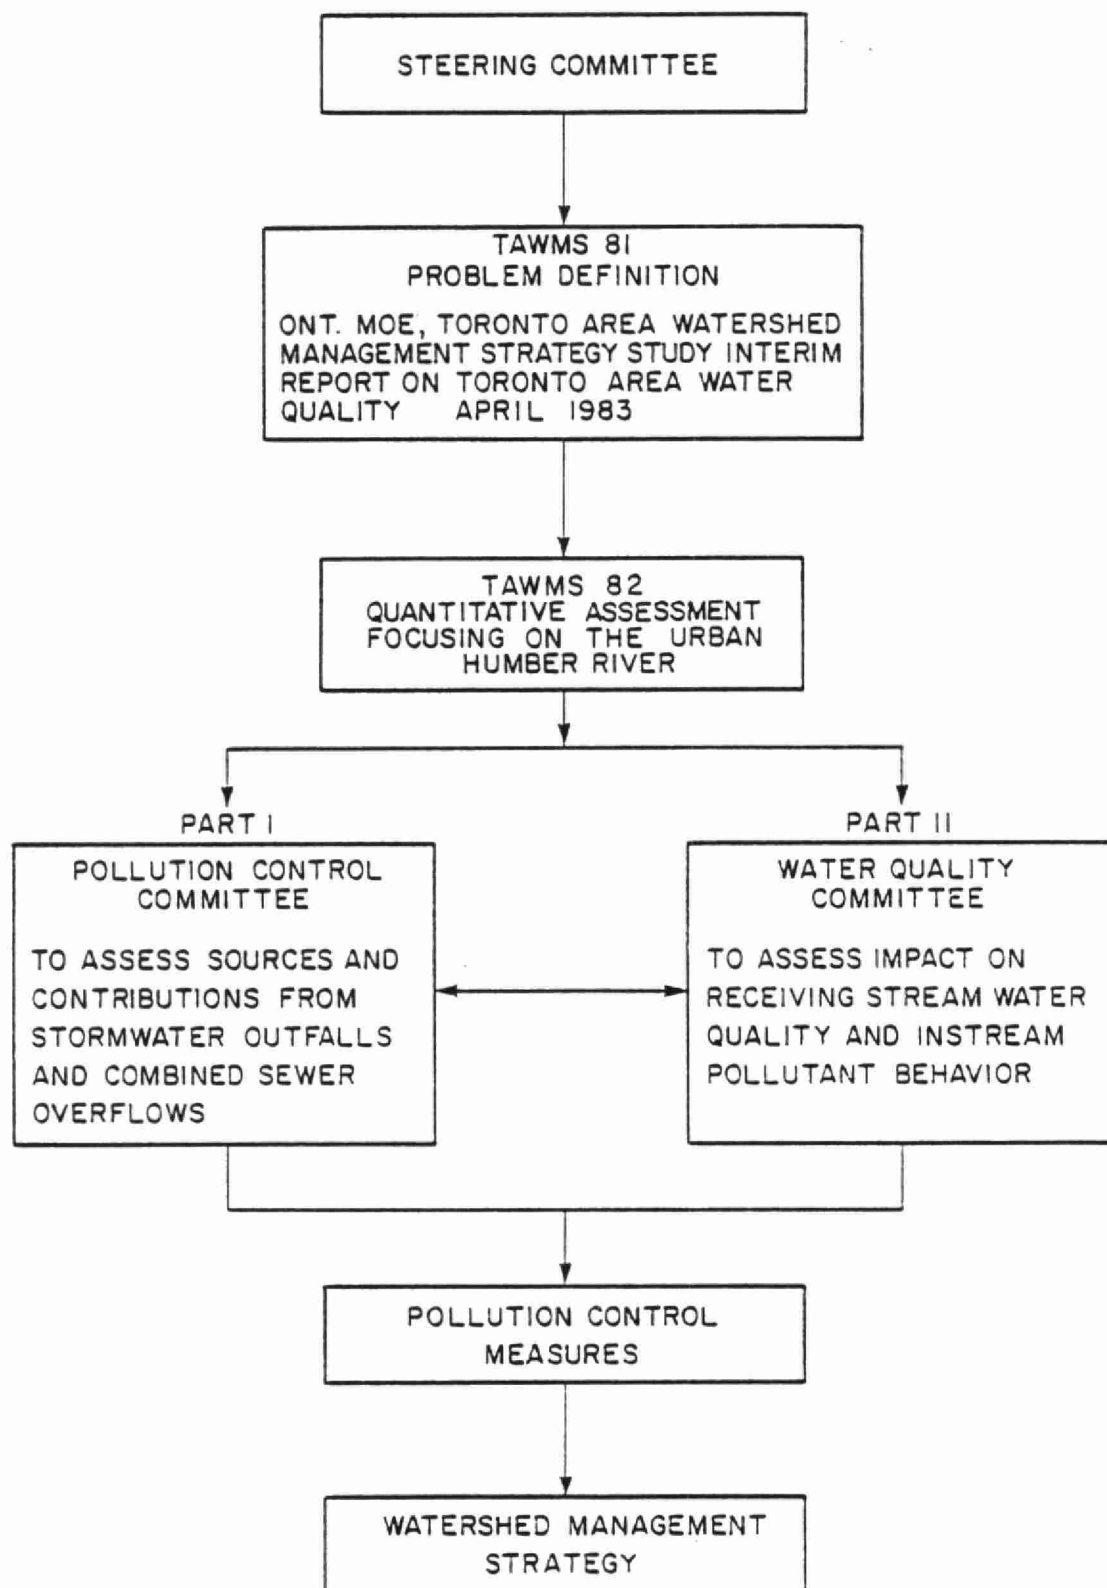 STEERING COMMITTEE
TAWMS 81
PROBLEM DEFINITION
ONT. MOE, TORONTO AREA WATERSHED
MANAGEMENT STRATEGY STUDY INTERIM
REPORT ON TORONTO AREA WATER
QUALITY APRIL 1983
TAWMS 82
QUANTITATIVE ASSESSMENT
FOCUSING ON THE URBAN
HUMBER RIVER
PART I
POLLUTION CONTROL
COMMITTEE
TO ASSESS SOURCES AND
CONTRIBUTIONS FROM
STORMWATER OUTFALLS
AND COMBINED SEWER
OVERFLOWS
PART II
WATER QUALITY
COMMITTEE
TO ASSESS IMPACT ON
RECEIVING STREAM WATER
QUALITY AND INSTREAM
POLLUTANT BEHAVIOR
POLLUTION CONTROL
MEASURES
WATERSHED MANAGEMENT
STRATEGY